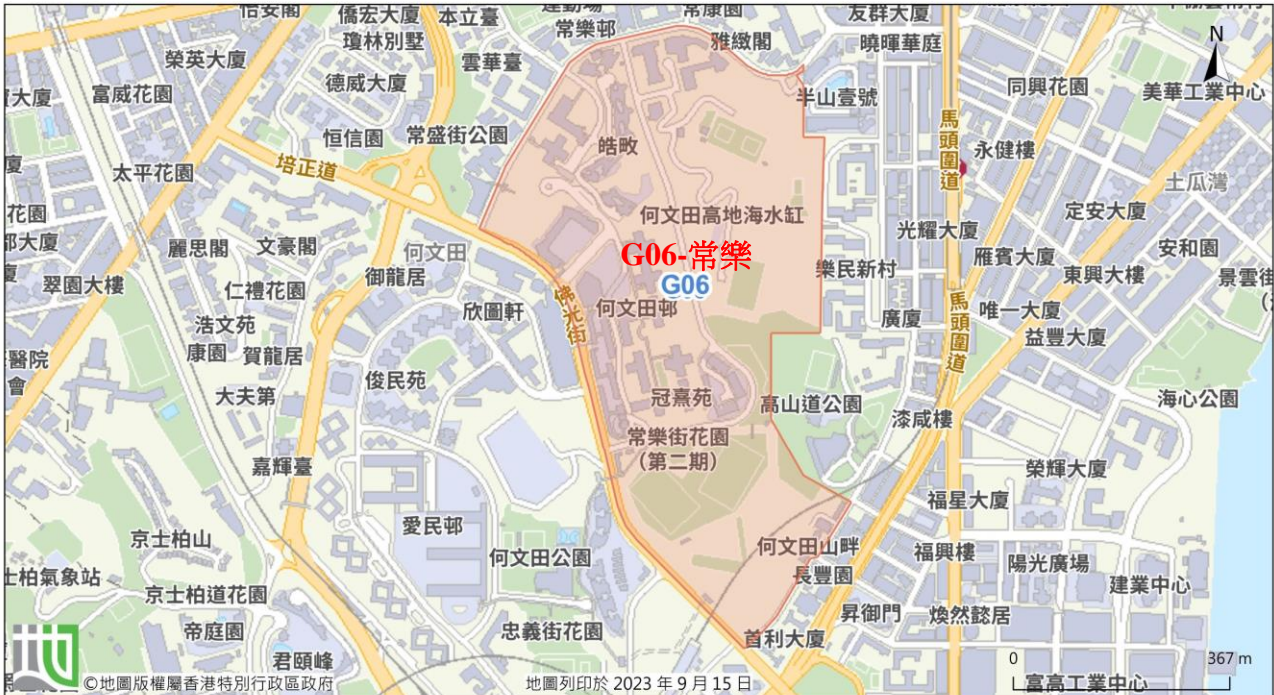 怡安閣
僑宏大廈
本立臺
常樂邨
常康園
友群大廈
N
榮英大廈
瓊林別墅
雲華臺
雅緻閣
曉暉華庭
德威大廈
富威花園
半山壹號
同興花園
美華工業中心
恒信園
常盛街公園
皓畋
馬頭圍道
永健樓
培正道
太平花園
土瓜灣
花園
何文田高地海水缸
定安大廈
麗思閣
文豪閣
何文田
G06-常樂
光耀大廈
雁賓大廈
安和園
翠園大樓
御龍居
G06
樂民新村
東興大樓
景雲街
仁禮花園
欣圖軒
佛光街
何文田邨
廣廈
馬頭圍道
唯一大廈
浩文苑
益豐大廈
康園
賀龍居
醫院
會
俊民苑
大夫第
冠熹苑
高山道公園
海心公園
漆咸樓
常樂街花園
(第二期)
嘉輝臺
榮輝大廈
福星大廈
愛民邨
京士柏山
何文田公園
何文田山畔
福興樓
陽光廣場
士柏氣象站
長豐園
建業中心
京士柏道花園
昇御門
煥然懿居
帝庭園
忠義街花園
首利大廈
君頤峰
0
367 m
©地圖版權屬香港特別行政區政府
地圖列印於 2023 年 9 月 15 日
富高工業中心